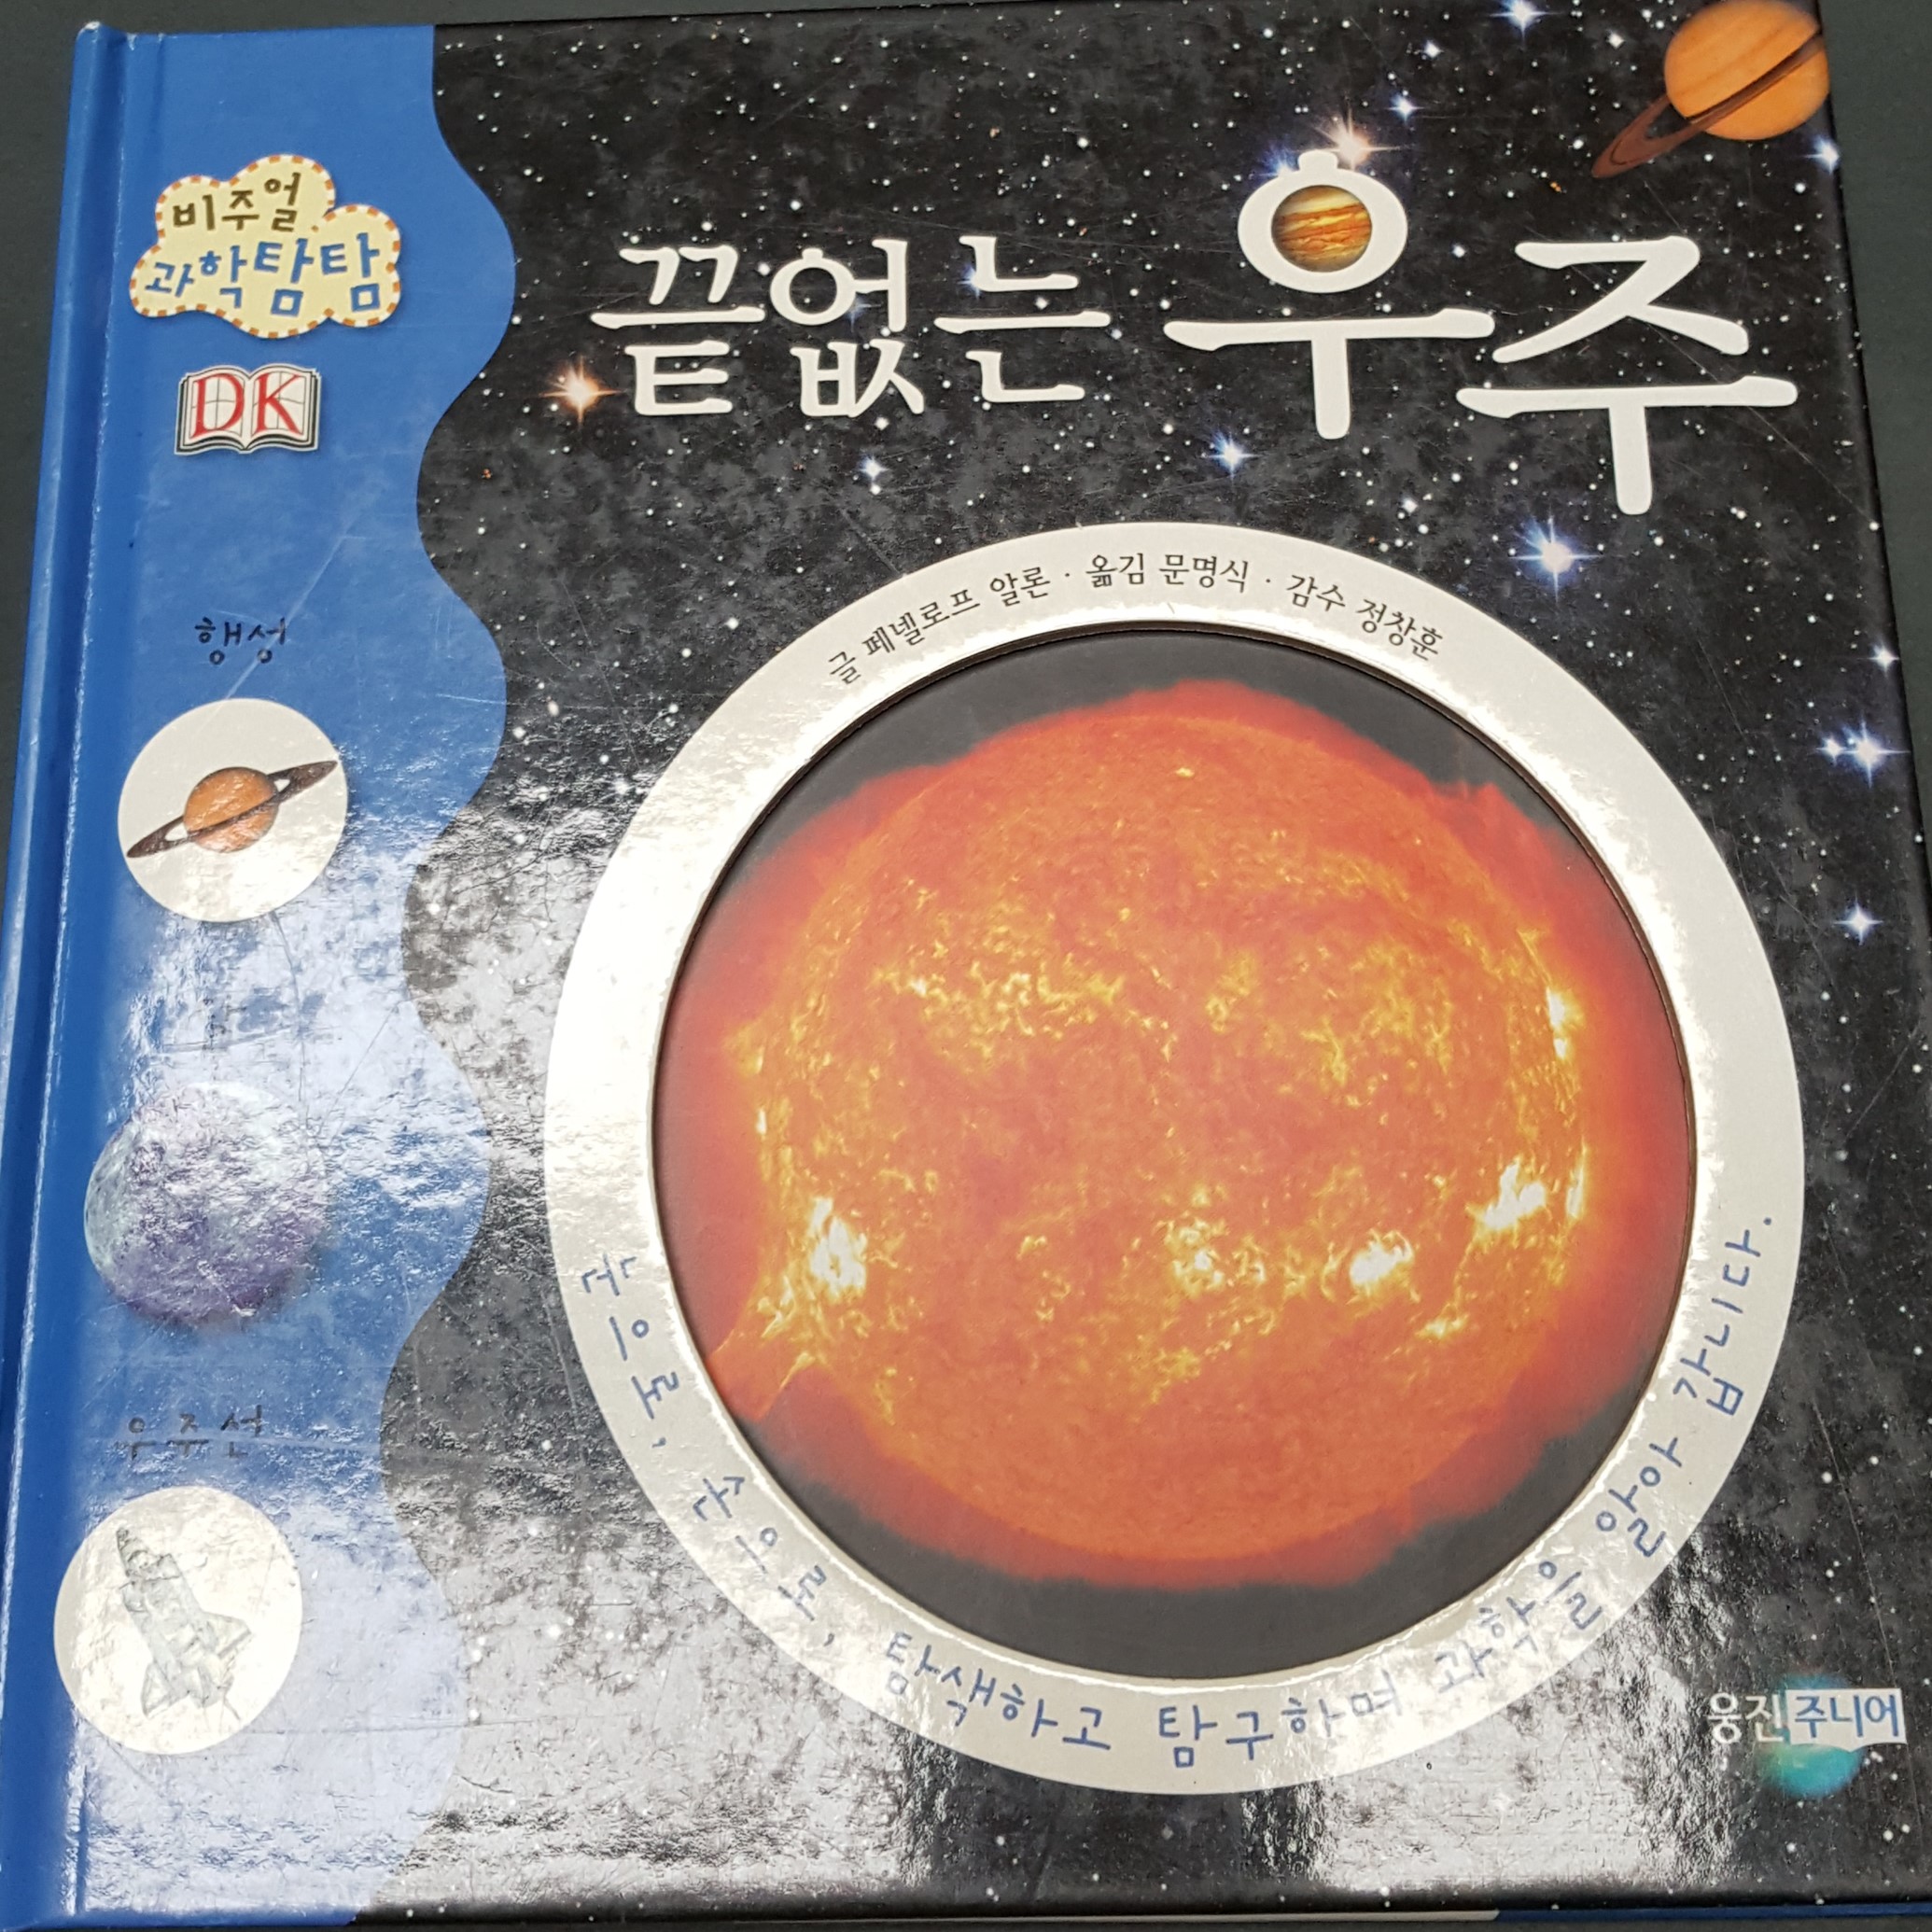 비주얼
과학탐탐
DK
끝없는 우주
글 페넬로프 알론 · 옮김 문명식 · 감수 정창훈
행성
우주선
눈으로, 손으로, 탐색하고 탐구하며 과학을 알아 갑니다.
웅진주니어